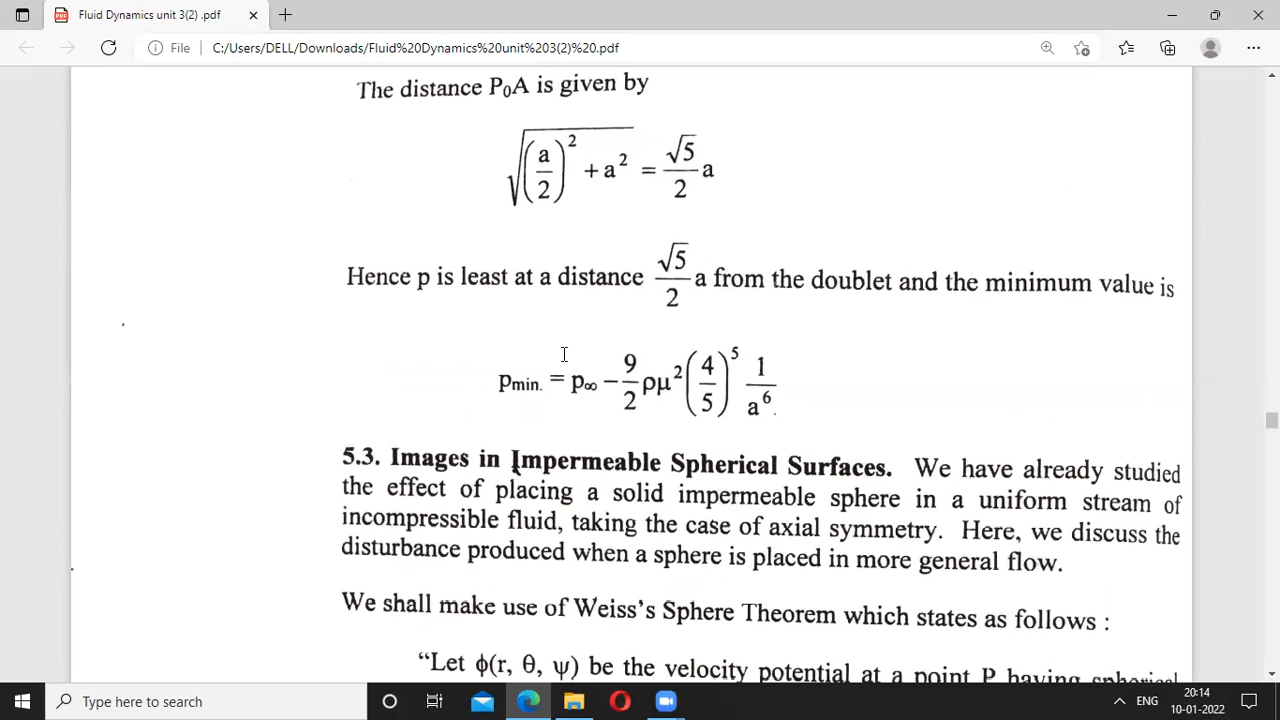 Fluid Dynamics unit 3(2) .pdf
File C:/Users/DELL/Downloads/Fluid%20Dynamics%20unit%203(2)%20.pdf
The distance P₀A is given by
√((a/2)² + a²) = √5/2 a
Hence p is least at a distance √5/2 a from the doublet and the minimum value is
pmin. = p∞ − 9/2 ρμ² (4/5)⁵ 1/a⁶.
5.3. Images in Impermeable Spherical Surfaces. We have already studied
the effect of placing a solid impermeable sphere in a uniform stream of
incompressible fluid, taking the case of axial symmetry. Here, we discuss the
disturbance produced when a sphere is placed in more general flow.
We shall make use of Weiss's Sphere Theorem which states as follows :
“Let ϕ(r, θ, ψ) be the velocity potential at a point P having spherical
Type here to search
ENG
20:14
10-01-2022